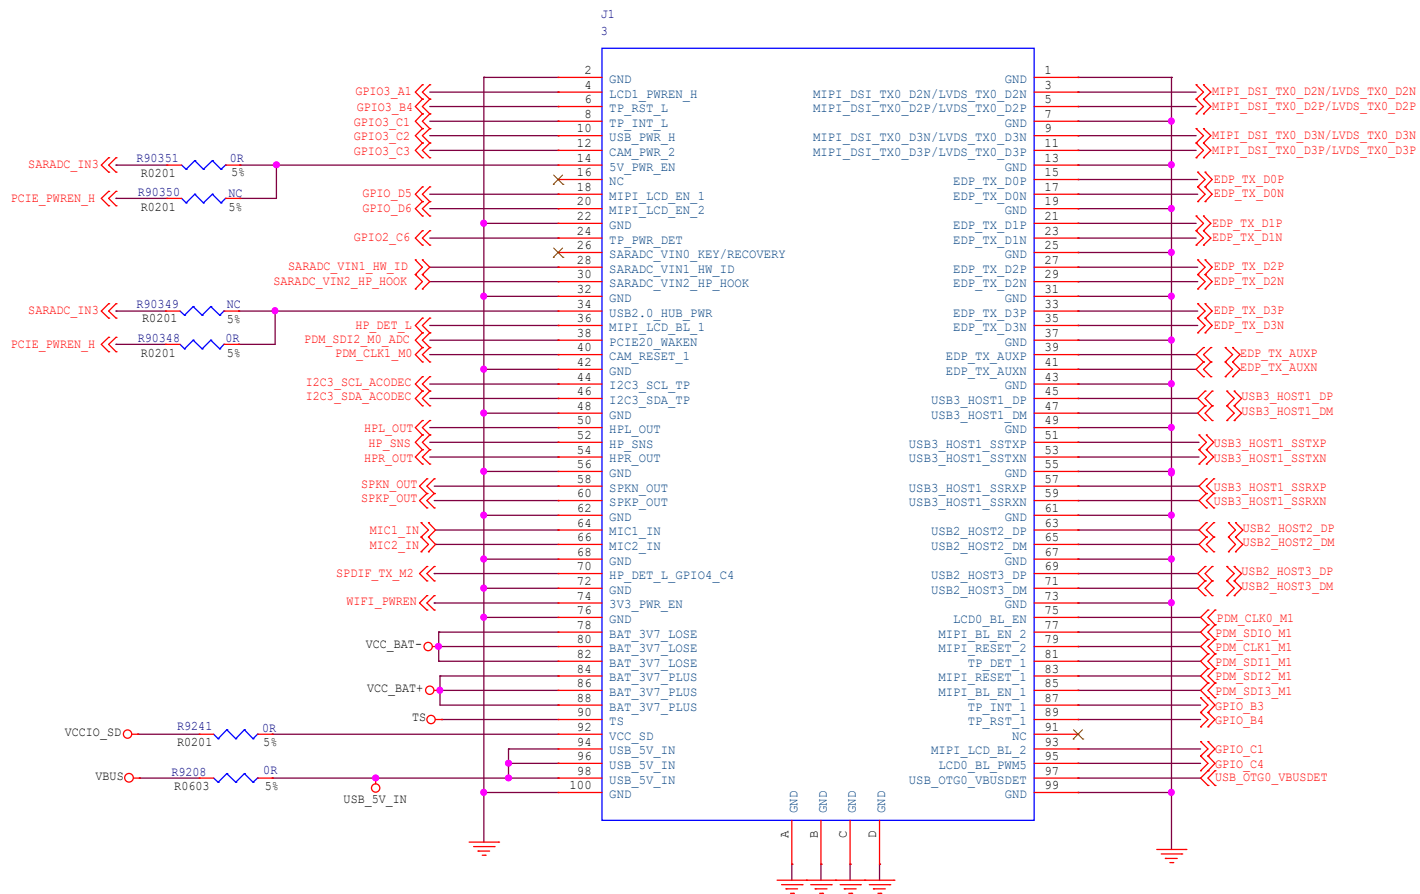 J1
3
2 GND GND 1
GPIO3_A1 4 LCD1_PWREN_H MIPI_DSI_TX0_D2N/LVDS_TX0_D2N 3 MIPI_DSI_TX0_D2N/LVDS_TX0_D2N
GPIO3_B4 6 TP_RST_L MIPI_DSI_TX0_D2P/LVDS_TX0_D2P 5 MIPI_DSI_TX0_D2P/LVDS_TX0_D2P
GPIO3_C1 8 TP_INT_L GND 7
GPIO3_C2 10 USB_PWR_H MIPI_DSI_TX0_D3N/LVDS_TX0_D3N 9 MIPI_DSI_TX0_D3N/LVDS_TX0_D3N
GPIO3_C3 12 CAM_PWR_2 MIPI_DSI_TX0_D3P/LVDS_TX0_D3P 11 MIPI_DSI_TX0_D3P/LVDS_TX0_D3P
SARADC_IN3 R90351 0R R0201 5% 14 5V_PWR_EN GND 13
16 NC EDP_TX_D0P 15 EDP_TX_D0P
PCIE_PWREN_H R90350 NC R0201 5% GPIO_D5 18 MIPI_LCD_EN_1 EDP_TX_D0N 17 EDP_TX_D0N
GPIO_D6 20 MIPI_LCD_EN_2 GND 19
22 GND EDP_TX_D1P 21 EDP_TX_D1P
GPIO2_C6 24 TP_PWR_DET EDP_TX_D1N 23 EDP_TX_D1N
26 SARADC_VIN0_KEY/RECOVERY GND 25
SARADC_VIN1_HW_ID 28 SARADC_VIN1_HW_ID EDP_TX_D2P 27 EDP_TX_D2P
SARADC_VIN2_HP_HOOK 30 SARADC_VIN2_HP_HOOK EDP_TX_D2N 29 EDP_TX_D2N
32 GND GND 31
SARADC_IN3 R90349 NC R0201 5% 34 USB2.0_HUB_PWR EDP_TX_D3P 33 EDP_TX_D3P
HP_DET_L 36 MIPI_LCD_BL_1 EDP_TX_D3N 35 EDP_TX_D3N
PCIE_PWREN_H R90348 0R R0201 5% PDM_SDI2_M0_ADC 38 PCIE20_WAKEN GND 37
PDM_CLK1_M0 40 CAM_RESET_1 EDP_TX_AUXP 39 EDP_TX_AUXP
42 GND EDP_TX_AUXN 41 EDP_TX_AUXN
I2C3_SCL_ACODEC 44 I2C3_SCL_TP GND 43
I2C3_SDA_ACODEC 46 I2C3_SDA_TP USB3_HOST1_DP 45 USB3_HOST1_DP
48 GND USB3_HOST1_DM 47 USB3_HOST1_DM
HPL_OUT 50 HPL_OUT GND 49
HP_SNS 52 HP_SNS USB3_HOST1_SSTXP 51 USB3_HOST1_SSTXP
HPR_OUT 54 HPR_OUT USB3_HOST1_SSTXN 53 USB3_HOST1_SSTXN
56 GND GND 55
SPKN_OUT 58 SPKN_OUT USB3_HOST1_SSRXP 57 USB3_HOST1_SSRXP
SPKP_OUT 60 SPKP_OUT USB3_HOST1_SSRXN 59 USB3_HOST1_SSRXN
62 GND GND 61
MIC1_IN 64 MIC1_IN USB2_HOST2_DP 63 USB2_HOST2_DP
MIC2_IN 66 MIC2_IN USB2_HOST2_DM 65 USB2_HOST2_DM
68 GND GND 67
SPDIF_TX_M2 70 HP_DET_L_GPIO4_C4 USB2_HOST3_DP 69 USB2_HOST3_DP
72 GND USB2_HOST3_DM 71 USB2_HOST3_DM
WIFI_PWREN 74 3V3_PWR_EN GND 73
76 GND LCD0_BL_EN 75 PDM_CLK0_M1
78 BAT_3V7_LOSE MIPI_BL_EN_2 77 PDM_SDI0_M1
VCC_BAT- 80 BAT_3V7_LOSE MIPI_RESET_2 79 PDM_CLK1_M1
82 BAT_3V7_LOSE TP_DET_1 81 PDM_SDI1_M1
84 BAT_3V7_PLUS MIPI_RESET_1 83 PDM_SDI2_M1
VCC_BAT+ 86 BAT_3V7_PLUS MIPI_BL_EN_1 85 PDM_SDI3_M1
88 BAT_3V7_PLUS TP_INT_1 87 GPIO_B3
TS 90 TS TP_RST_1 89 GPIO_B4
VCCIO_SD R9241 0R R0201 5% 92 VCC_SD NC 91
94 USB_5V_IN MIPI_LCD_BL_2 93 GPIO_C1
96 USB_5V_IN LCD0_BL_PWM5 95 GPIO_C4
VBUS R9208 0R R0603 5% 98 USB_5V_IN USB_OTG0_VBUSDET 97 USB_OTG0_VBUSDET
USB_5V_IN 100 GND GND 99
GND GND GND GND
A B C D